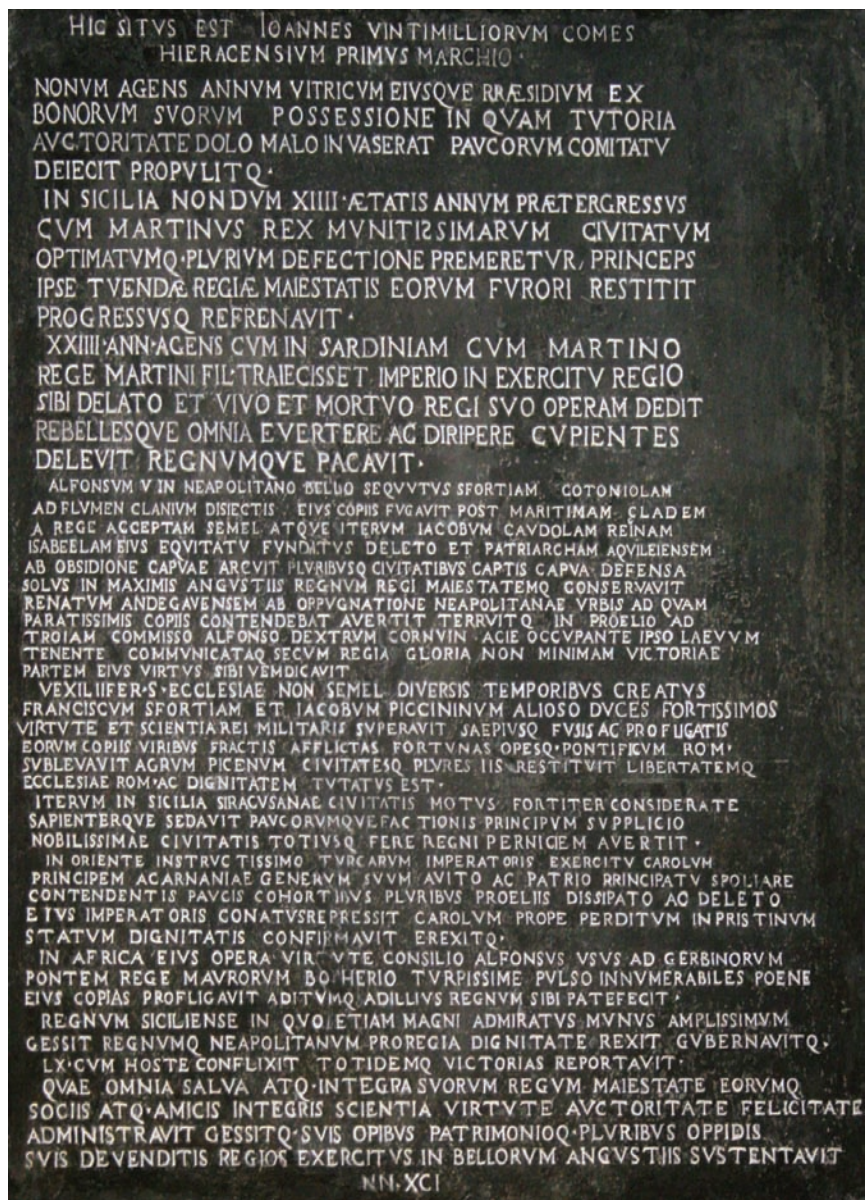 HIC SITVS EST IOANNES VINTIMILLIORVM COMES
HIERACENSIVM PRIMVS MARCHIO·
NONVM AGENS ANNVM VITRICVM EIVSQVE RRÆSIDIVM EX
BONORVM SVORVM POSSESSIONE IN QVAM TVTORIA
AVCTORITATE DOLO MALO INVASERAT PAVCORVM COMITATV
DEIECIT PROPVLITQ·
IN SICILIA NONDVM XIIII·ÆTATIS ANNVM PRÆTERGRESSVS
CVM MARTINVS REX MVNITISSIMARVM CIVITATVM
OPTIMATVMQ·PLVRIVM DEFECTIONE PREMERETVR, PRINCEPS
IPSE TVENDÆ REGIÆ MAIESTATIS EORVM FVRORI RESTITIT
PROGRESSVSQ REFRENAVIT·
XXIIII·ANN·AGENS CVM IN SARDINIAM CVM MARTINO
REGE MARTINI FIL·TRAIECISSET IMPERIO IN EXERCITV REGIO
SIBI DELATO ET VIVO ET MORTVO REGI SVO OPERAM DEDIT
REBELLESQVE OMNIA EVERTERE AC DIRIPERE CVPIENTES
DELEVIT REGNVMQVE PACAVIT·
ALFONSVM V IN NEAPOLITANO BELLO SEQVVTVS SFORTIAM COTONIOLAM
AD FLVMEN CLANIVM DISIECTIS EIVS COPIIS FVGAVIT POST MARITIMAM CLADEM
A REGE ACCEPTAM SEMEL ATQVE ITERVM IACOBVM CAVDOLAM REINAM
ISABEELAM EIVS EQVITATV FVNDITVS DELETO ET PATRIARCHAM AQVILEIENSEM
AB OBSIDIONE CAPVAE ARCVIT PLVRIBVSQ CIVITATIBVS CAPTIS CAPVA DEFENSA
SOLVS IN MAXIMIS ANGVSTIIS REGNVM REGI MAIESTATEMQ CONSERVAVIT
RENATVM ANDEGAVENSEM AB OPPVGNATIONE NEAPOLITANAE VRBIS AD QVAM
PARATISSIMIS COPIIS CONTENDEBAT AVERTIT TERRVITQ IN PROELIO AD
TROIAM COMMISSO ALFONSO DEXTRVM CORNVIN ACIE OCCVPANTE IPSO LAEVVM
TENENTE COMMVNICATAQ SECVM REGIA GLORIA NON MINIMAM VICTORIAE
PARTEM EIVS VIRTVS SIBI VEMDICAVIT
VEXILIIFER·S·ECCLESIAE NON SEMEL DIVERSIS TEMPORIBVS CREATVS
FRANCISCVM SFORTIAM ET IACOBVM PICCININVM ALIOSO DVCES FORTISSIMOS
VIRTVTE ET SCIENTIA REI MILITARIS SVPERAVIT SAEPIVSQ FVSIS AC PROFLIGATIS
EORVM COPIIS VIRIBVS FRACTIS AFFLICTAS FORTVNAS OPESQ·PONTIFICVM ROM·
SVBLEVAVIT AGRVM PICENVM CIVITATESQ PLVRES IIS RESTITVIT LIBERTATEMQ
ECCLESIAE ROM·AC DIGNITATEM TVTATVS EST·
ITERVM IN SICILIA SIRACVSANAE CIVITATIS MOTVS FORTITER CONSIDERATE
SAPIENTERQVE SEDAVIT PAVCORVMQVE FACTIONIS PRINCIPVM SVPPLICIO
NOBILISSIMAE CIVITATIS TOTIVSQ FERE REGNI PERNICIEM AVERTIT·
IN ORIENTE INSTRVCTISSIMO TVRCARVM IMPERATORIS EXERCITV CAROLVM
PRINCIPEM ACARNANIAE GENERVM SVVM AVITO AC PATRIO RRINCIPATV SPOLIARE
CONTENDENTIS PAVCIS COHORTIBVS PLVRIBVS PROELIIS DISSIPATO AC DELETO
EIVS IMPERATORIS CONATVSREPRESSIT CAROLVM PROPE PERDITVM IN PRISTINVM
STATVM DIGNITATIS CONFIRMAVIT EREXITQ·
IN AFRICA EIVS OPERA VIRTVTE CONSILIO ALFONSVS VSVS AD GERBINORVM
PONTEM REGE MAVRORVM BOTHERIO TVRPISSIME PVLSO INNVMERABILES POENE
EIVS COPIAS PROFLIGAVIT ADITVMQ ADILLIVS REGNVM SIBI PATEFECIT·
REGNVM SICILIENSE IN QVO ETIAM MAGNI ADMIRATVS MVNVS AMPLISSIMVM
GESSIT REGNVMQ NEAPOLITANVM PROREGIA DIGNITATE REXIT GVBERNAVITQ·
LX·CVM HOSTE CONFLIXIT TOTIDEMQ VICTORIAS REPORTAVIT·
QVAE OMNIA SALVA ATQ·INTEGRA SVORVM REGVM MAIESTATE EORVMQ
SOCIIS ATQ·AMICIS INTEGRIS SCIENTIA VIRTVTE AVCTORITATE FELICITATE
ADMINISTRAVIT GESSITQ·SVIS OPIBVS PATRIMONIOQ·PLVRIBVS OPPIDIS
SVIS DEVENDITIS REGIOS EXERCITVS IN BELLORVM ANGVSTIIS SVSTENTAVIT
NN·XCI